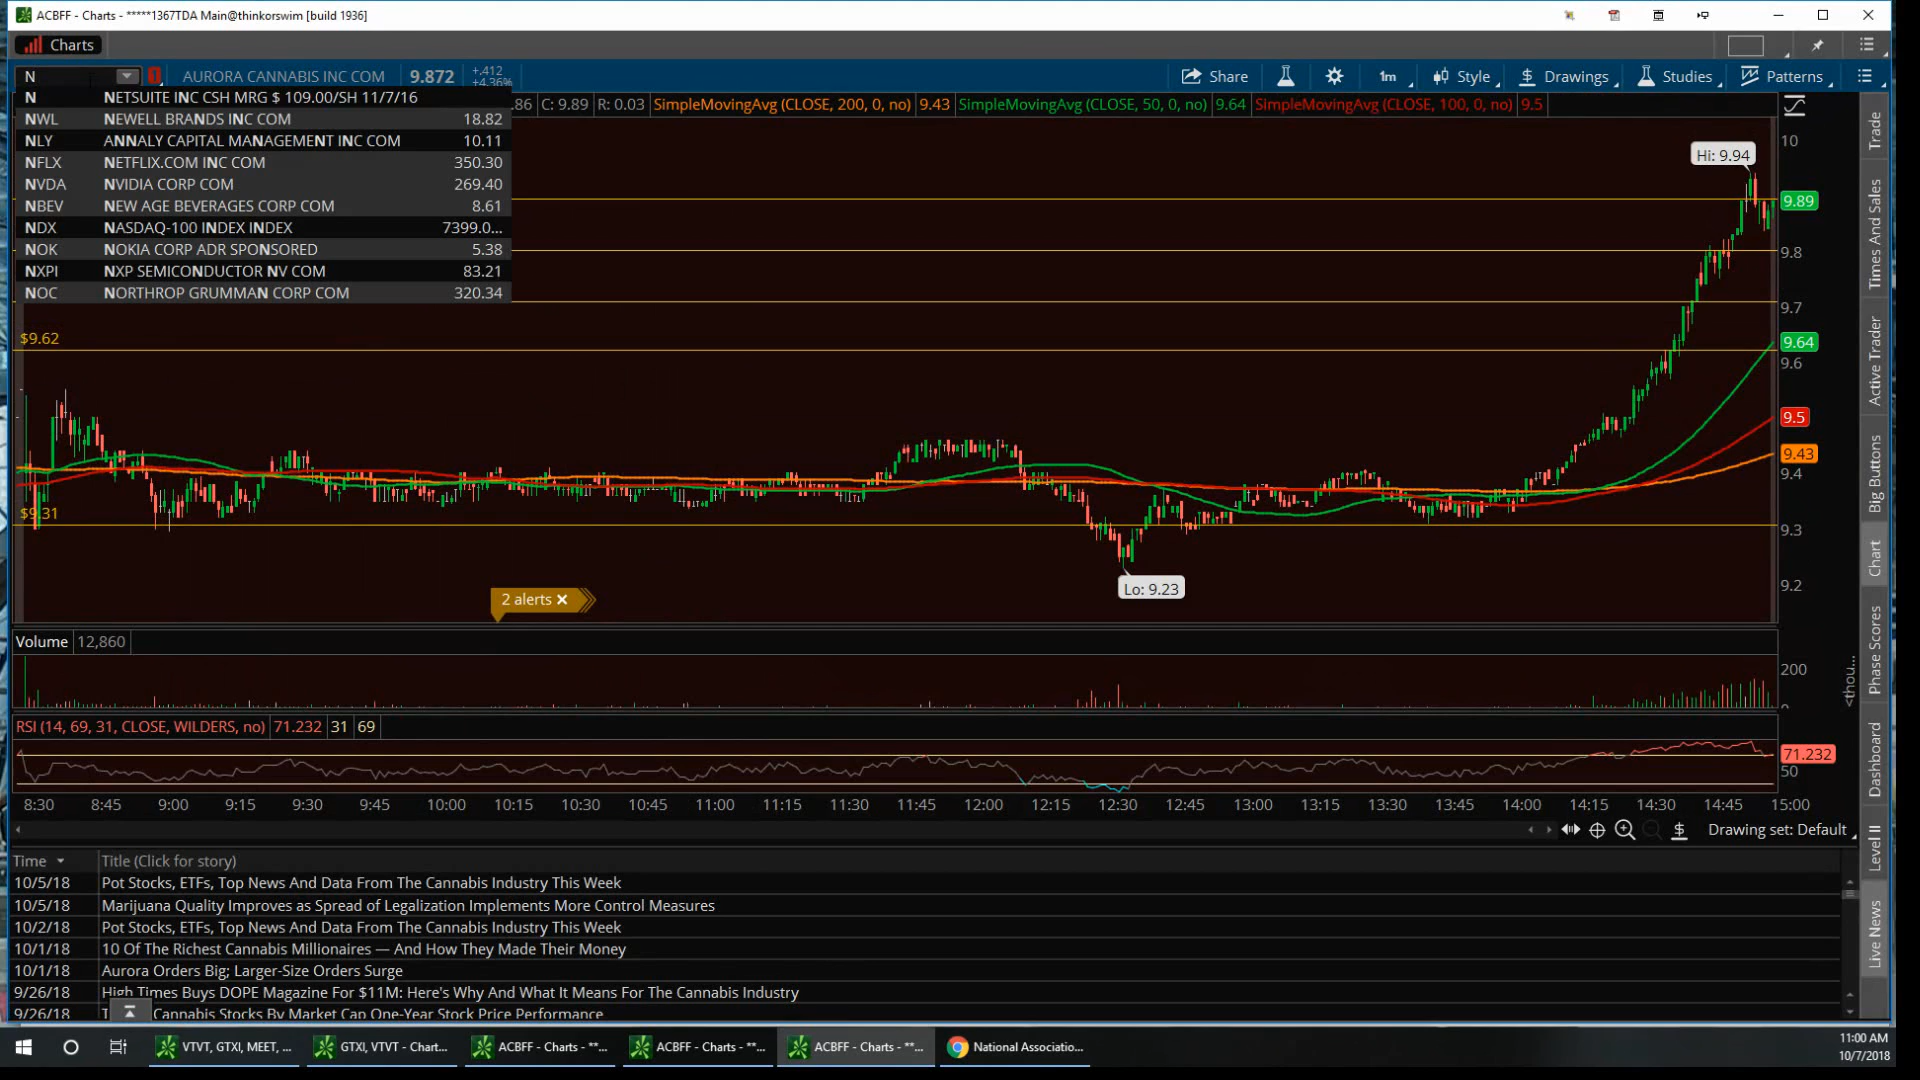 ACBFF - Charts - *****1367TDA Main@thinkorswim [build 1936]
Charts
N
AURORA CANNABIS INC COM
9.872
+.412
+4.36%
Share
1m
Style
Drawings
Studies
Patterns
.86 C: 9.89 R: 0.03 SimpleMovingAvg (CLOSE, 200, 0, no) 9.43 SimpleMovingAvg (CLOSE, 50, 0, no) 9.64 SimpleMovingAvg (CLOSE, 100, 0, no) 9.5
N NETSUITE INC CSH MRG $ 109.00/SH 11/7/16
NWL NEWELL BRANDS INC COM 18.82
NLY ANNALY CAPITAL MANAGEMENT INC COM 10.11
NFLX NETFLIX.COM INC COM 350.30
NVDA NVIDIA CORP COM 269.40
NBEV NEW AGE BEVERAGES CORP COM 8.61
NDX NASDAQ-100 INDEX INDEX 7399.0...
NOK NOKIA CORP ADR SPONSORED 5.38
NXPI NXP SEMICONDUCTOR NV COM 83.21
NOC NORTHROP GRUMMAN CORP COM 320.34
Hi: 9.94
10
9.89
9.8
9.7
9.64
9.6
9.5
9.43
9.4
9.3
9.2
$9.62
$9.31
Lo: 9.23
2 alerts
Volume 12,860
200
0
<thou...
RSI (14, 69, 31, CLOSE, WILDERS, no) 71.232 31 69
71.232
50
8:30 8:45 9:00 9:15 9:30 9:45 10:00 10:15 10:30 10:45 11:00 11:15 11:30 11:45 12:00 12:15 12:30 12:45 13:00 13:15 13:30 13:45 14:00 14:15 14:30 14:45 15:00
Drawing set: Default
Time Title (Click for story)
10/5/18 Pot Stocks, ETFs, Top News And Data From The Cannabis Industry This Week
10/5/18 Marijuana Quality Improves as Spread of Legalization Implements More Control Measures
10/2/18 Pot Stocks, ETFs, Top News And Data From The Cannabis Industry This Week
10/1/18 10 Of The Richest Cannabis Millionaires — And How They Made Their Money
10/1/18 Aurora Orders Big; Larger-Size Orders Surge
9/26/18 High Times Buys DOPE Magazine For $11M: Here's Why And What It Means For The Cannabis Industry
9/26/18 Cannabis Stocks By Market Cap One-Year Stock Price Performance
Trade
Times And Sales
Active Trader
Big Buttons
Chart
Phase Scores
Dashboard
Level II
Live News
VTVT, GTXI, MEET, ...
GTXI, VTVT - Chart...
ACBFF - Charts - **...
ACBFF - Charts - **...
ACBFF - Charts - **...
National Associatio...
11:00 AM
10/7/2018